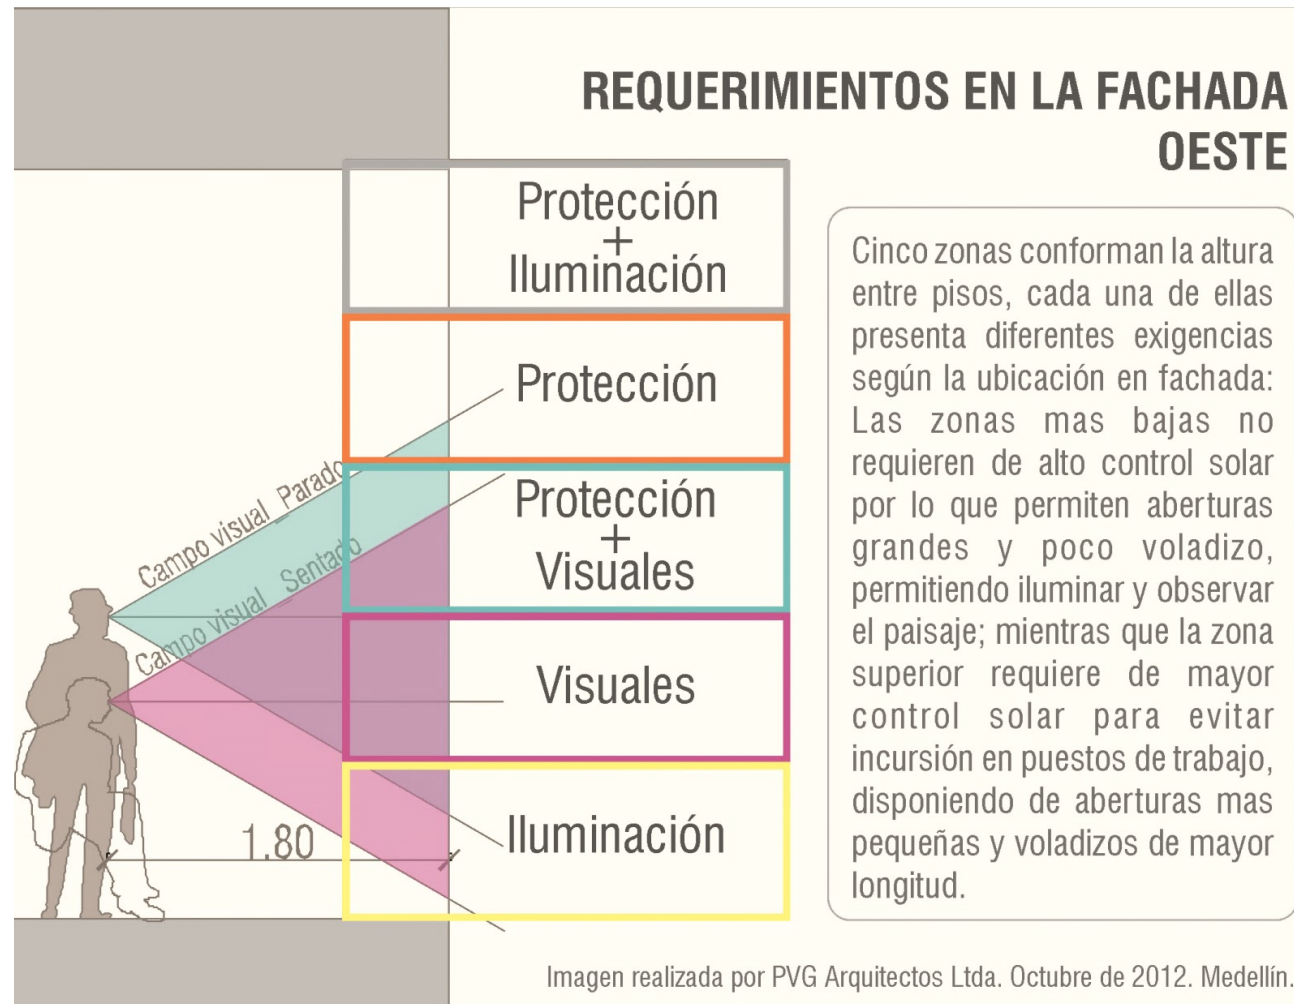 REQUERIMIENTOS EN LA FACHADA
OESTE
Protección
+
Iluminación
Protección
Protección
+
Visuales
Visuales
Iluminación
Campo visual_Parado
Campo visual_Sentado
1.80
Cinco zonas conforman la altura
entre pisos, cada una de ellas
presenta diferentes exigencias
según la ubicación en fachada:
Las zonas mas bajas no
requieren de alto control solar
por lo que permiten aberturas
grandes y poco voladizo,
permitiendo iluminar y observar
el paisaje; mientras que la zona
superior requiere de mayor
control solar para evitar
incursión en puestos de trabajo,
disponiendo de aberturas mas
pequeñas y voladizos de mayor
longitud.
Imagen realizada por PVG Arquitectos Ltda. Octubre de 2012. Medellín.